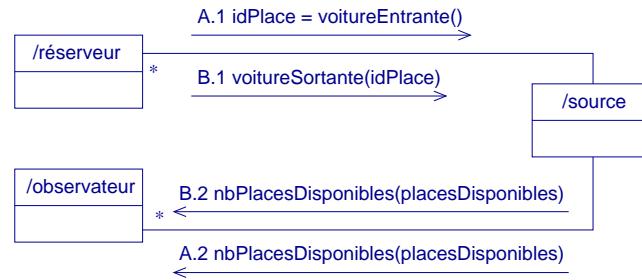 A.1 idPlace = voitureEntrante()
/réserveur
*
B.1 voitureSortante(idPlace)
/source
/observateur
B.2 nbPlacesDisponibles(placesDisponibles)
*
A.2 nbPlacesDisponibles(placesDisponibles)